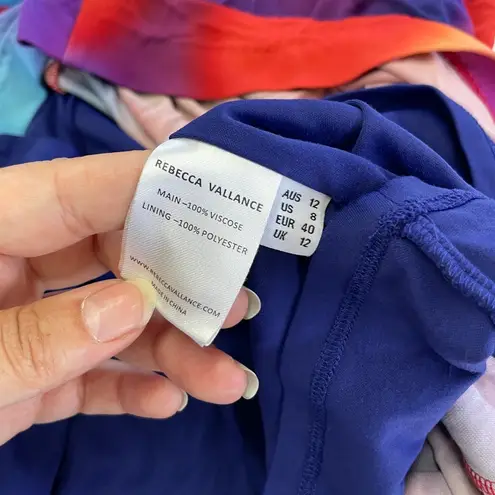 REBECCA VALLANCE
MAIN –100% VISCOSE
LINING –100% POLYESTER
WWW.REBECCAVALLANCE.COM
MADE IN CHINA
AUS 12
US 8
EUR 40
UK 12